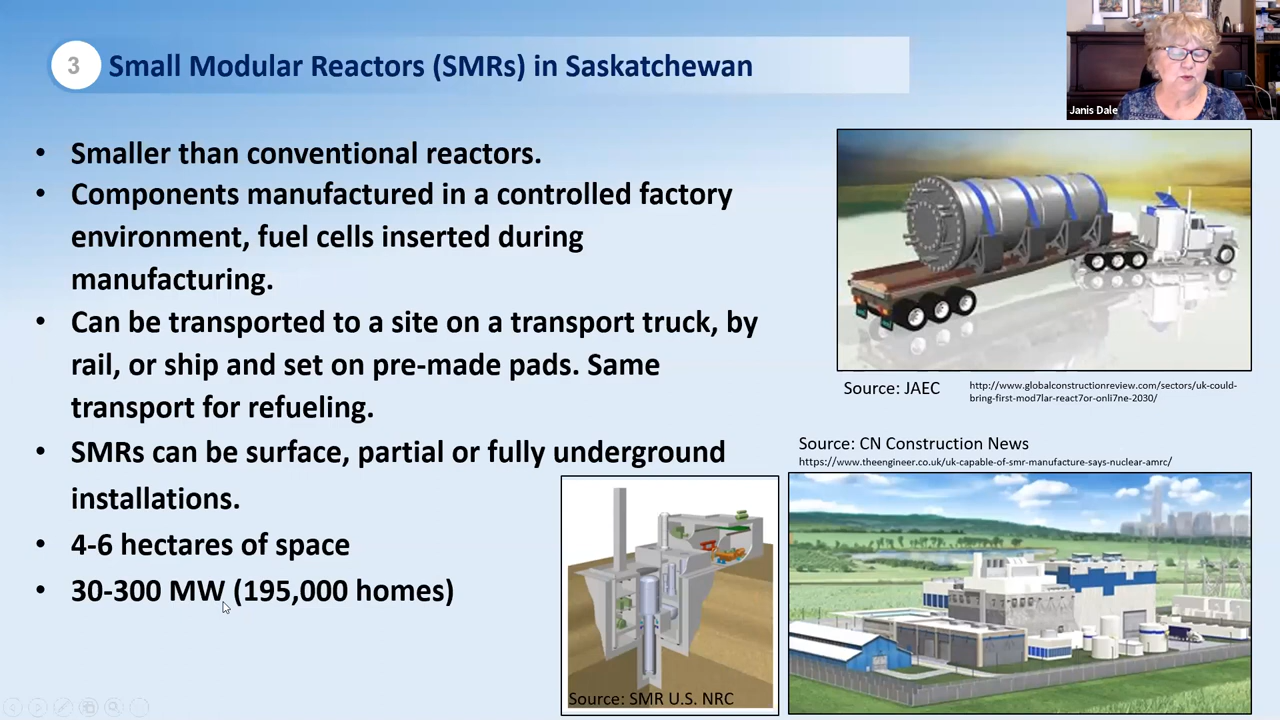 3
Small Modular Reactors (SMRs) in Saskatchewan
Janis Dale
• Smaller than conventional reactors.
• Components manufactured in a controlled factory
environment, fuel cells inserted during
manufacturing.
• Can be transported to a site on a transport truck, by
rail, or ship and set on pre-made pads. Same
transport for refueling.
• SMRs can be surface, partial or fully underground
installations.
• 4-6 hectares of space
• 30-300 MW (195,000 homes)
Source: JAEC
http://www.globalconstructionreview.com/sectors/uk-could-
bring-first-mod7lar-react7or-onli7ne-2030/
Source: CN Construction News
https://www.theengineer.co.uk/uk-capable-of-smr-manufacture-says-nuclear-amrc/
Source: SMR U.S. NRC